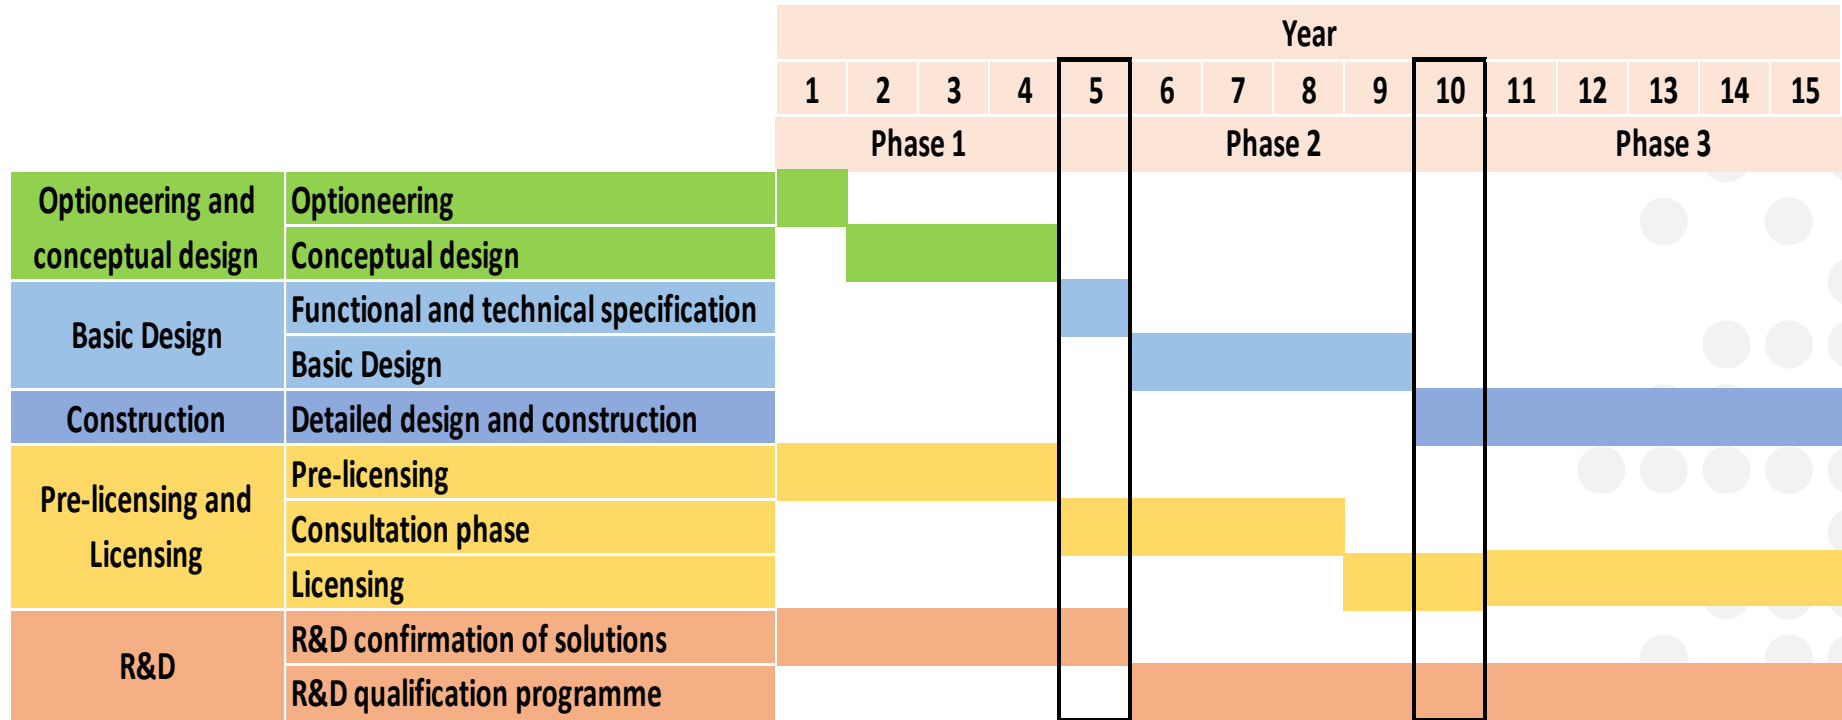 Year
1 2 3 4 5 6 7 8 9 10 11 12 13 14 15
Phase 1 Phase 2 Phase 3
Optioneering and
conceptual design
Optioneering
Conceptual design
Basic Design
Functional and technical specification
Basic Design
Construction
Detailed design and construction
Pre-licensing and
Licensing
Pre-licensing
Consultation phase
Licensing
R&D
R&D confirmation of solutions
R&D qualification programme